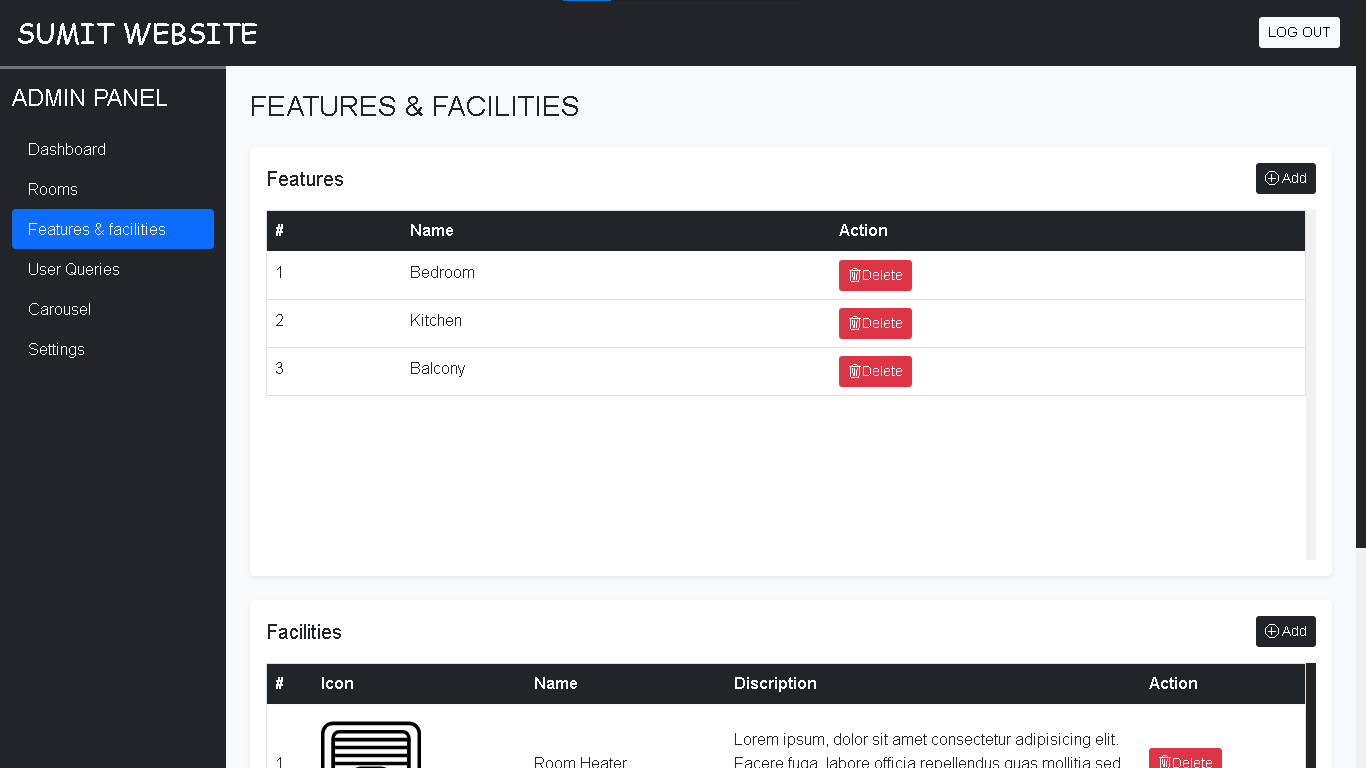 SUMIT WEBSITE
LOG OUT
ADMIN PANEL
Dashboard
Rooms
Features & facilities
User Queries
Carousel
Settings
FEATURES & FACILITIES
Features
Add
# Name Action
1 Bedroom Delete
2 Kitchen Delete
3 Balcony Delete
Facilities
Add
# Icon Name Discription Action
Lorem ipsum, dolor sit amet consectetur adipisicing elit.
1 Room Heater Facere fuga, labore officia repellendus quas mollitia sed Delete